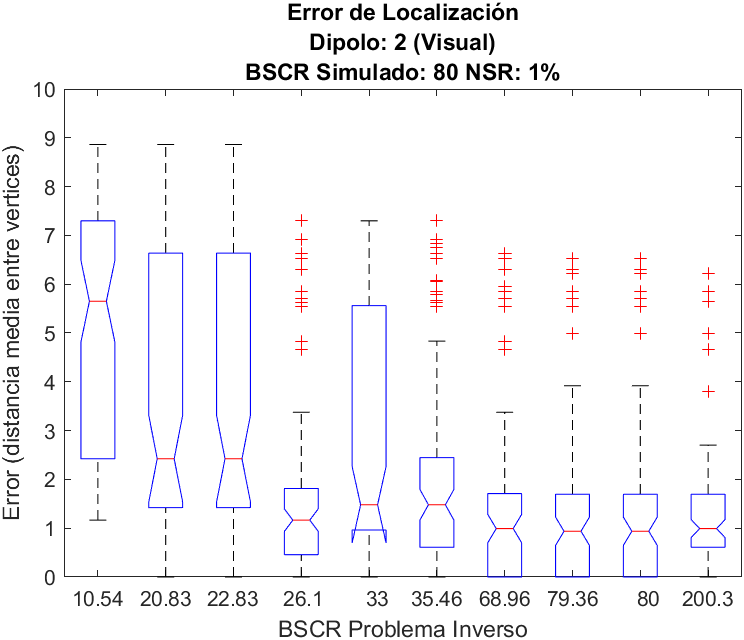 Error de Localización
Dipolo: 2 (Visual)
BSCR Simulado: 80 NSR: 1%
Error (distancia media entre vertices)
10
9
8
7
6
5
4
3
2
1
0
10.54 20.83 22.83 26.1 33 35.46 68.96 79.36 80 200.3
BSCR Problema Inverso